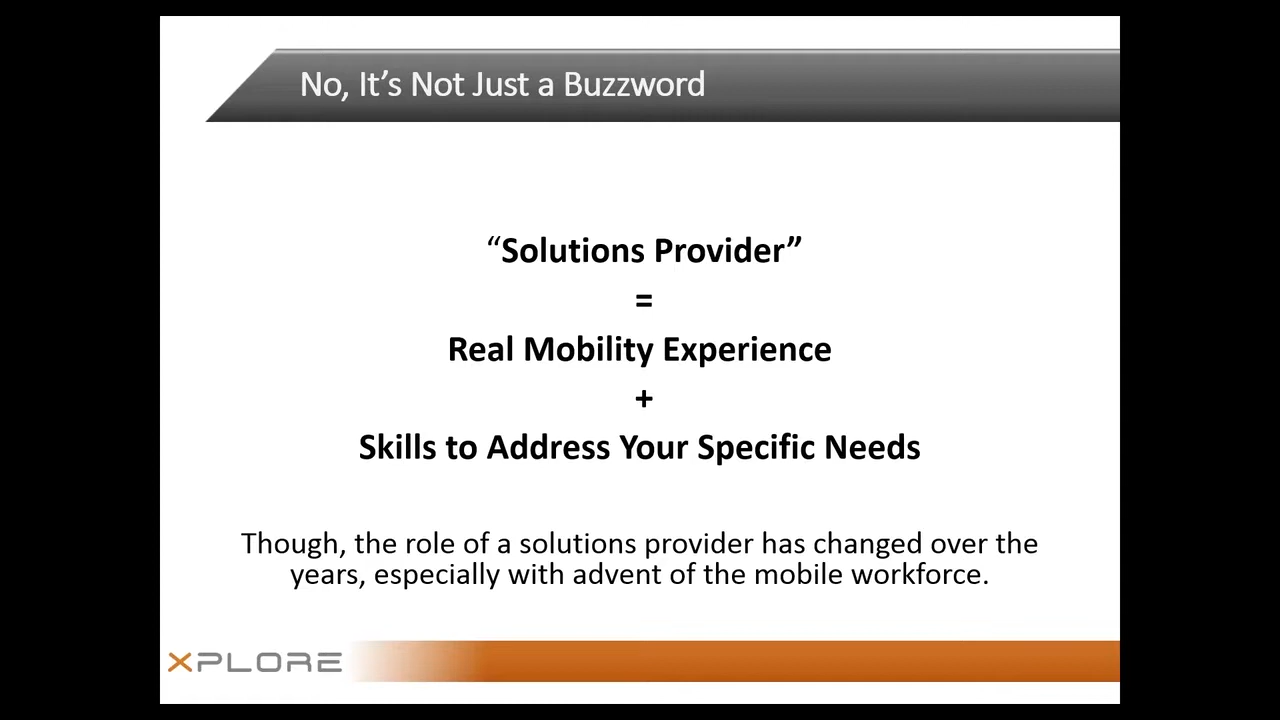 No, It’s Not Just a Buzzword
“Solutions Provider”
=
Real Mobility Experience
+
Skills to Address Your Specific Needs
Though, the role of a solutions provider has changed over the
years, especially with advent of the mobile workforce.
XPLORE